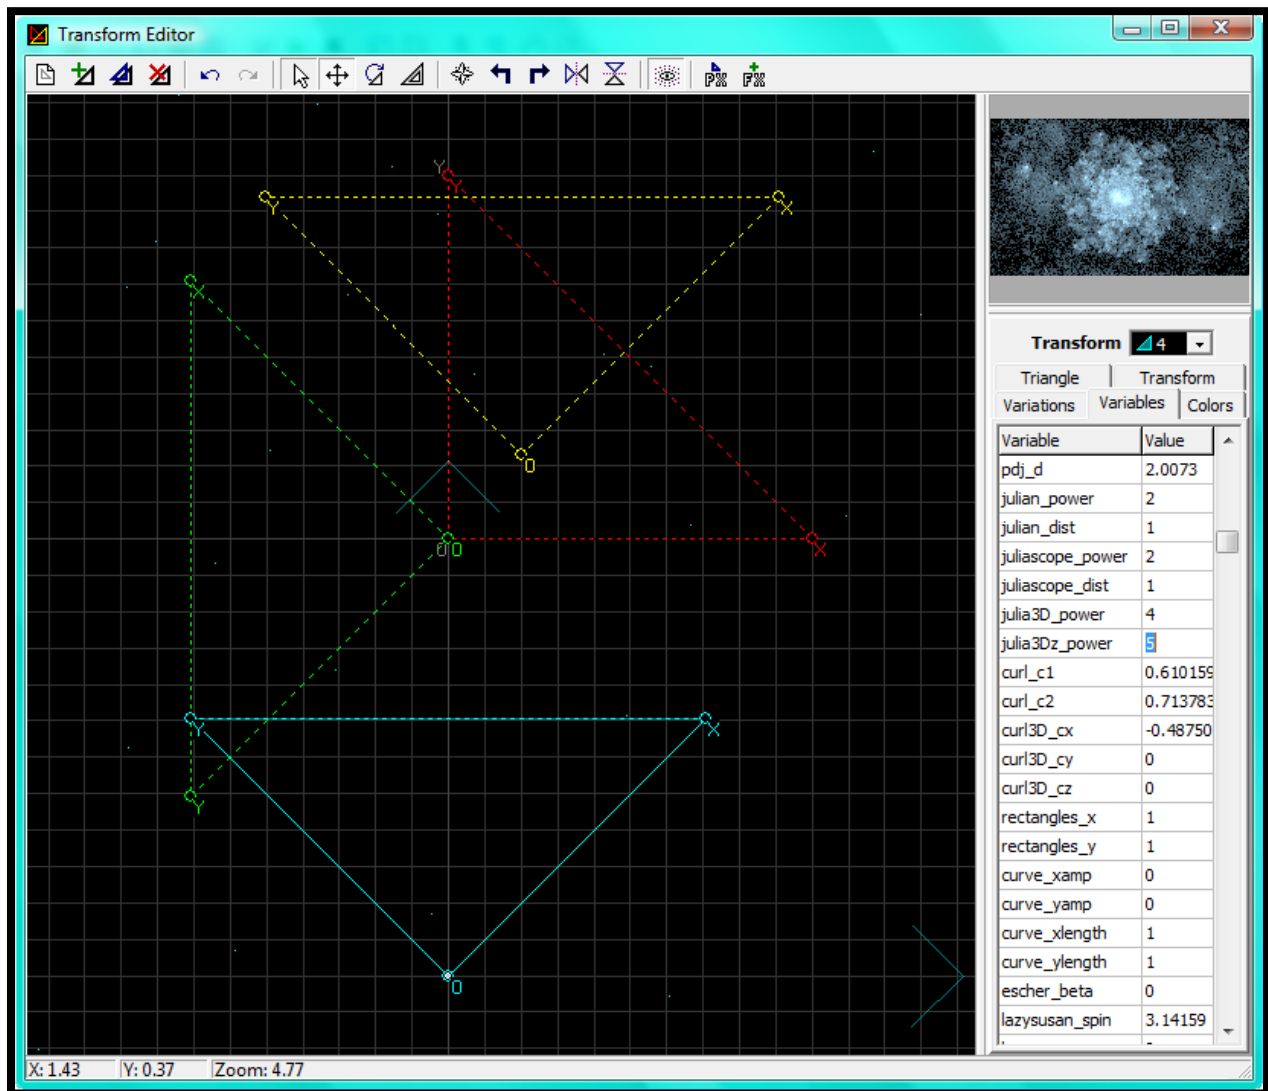 Transform Editor
Y
Y
Y
X
X
O
O
O
X
Y
X
Y
O
Transform 4
Triangle Transform
Variations Variables Colors
Variable Value
pdj_d 2.0073
julian_power 2
julian_dist 1
juliascope_power 2
juliascope_dist 1
julia3D_power 4
julia3Dz_power 5
curl_c1 0.610159
curl_c2 0.713783
curl3D_cx -0.48750
curl3D_cy 0
curl3D_cz 0
rectangles_x 1
rectangles_y 1
curve_xamp 0
curve_yamp 0
curve_xlength 1
curve_ylength 1
escher_beta 0
lazysusan_spin 3.14159
X: 1.43 Y: 0.37 Zoom: 4.77